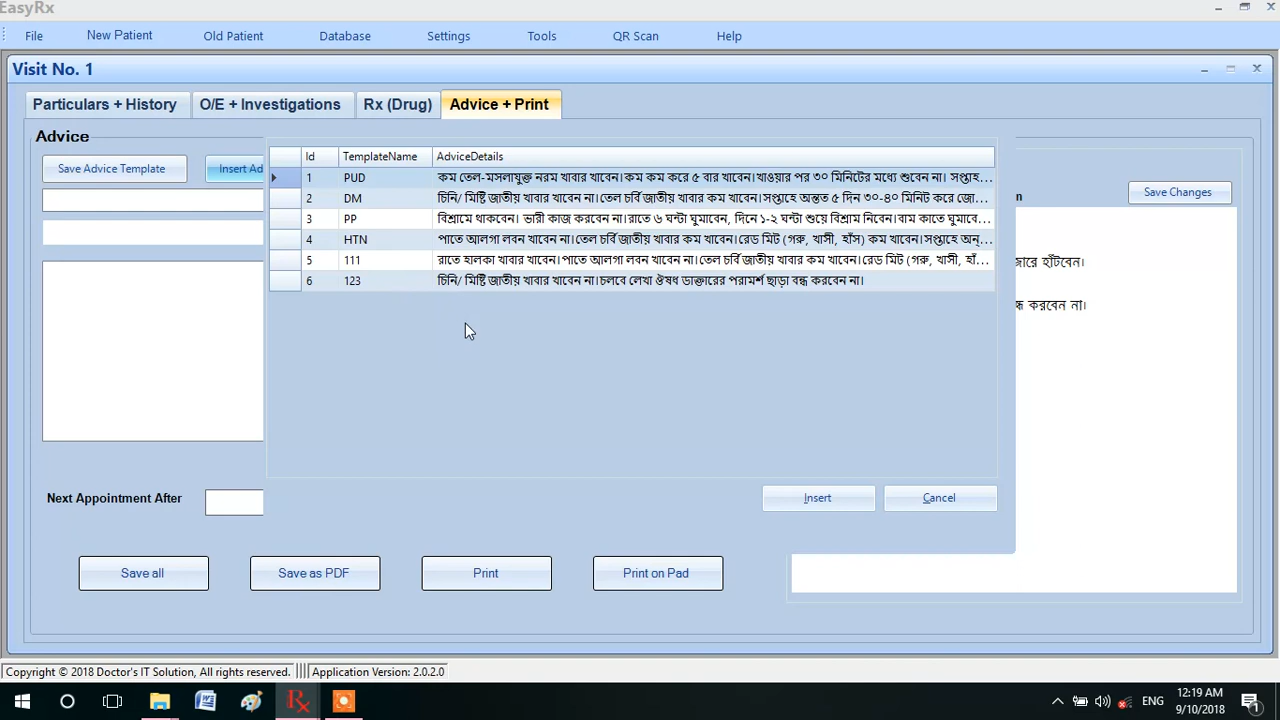 EasyRx
File New Patient Old Patient Database Settings Tools QR Scan Help
Visit No. 1
Particulars + History O/E + Investigations Rx (Drug) Advice + Print
Advice
Save Advice Template Insert Ad
Id TemplateName AdviceDetails
1 PUD কম তেল-মসলাযুক্ত নরম খাবার খাবেন।কম কম করে ৫ বার খাবেন।খাওয়ার পর ৩০ মিনিটের মধ্যে শুবেন না। সপ্তাহ...
2 DM চিনি/ মিষ্টি জাতীয় খাবার খাবেন না।তেল চর্বি জাতীয় খাবার কম খাবেন।সপ্তাহে অন্তত ৫ দিন ৩০-৪০ মিনিট করে জো...
3 PP বিশ্রামে থাকবেন। ভারী কাজ করবেন না।রাতে ৬ ঘন্টা ঘুমাবেন, দিনে ১-২ ঘন্টা শুয়ে বিশ্রাম নিবেন।বাম কাতে ঘুমাবে...
4 HTN পাতে আলগা লবন খাবেন না।তেল চর্বি জাতীয় খাবার কম খাবেন।রেড মিট (গরু, খাসী, হাঁস) কম খাবেন।সপ্তাহে অন্...
5 111 রাতে হালকা খাবার খাবেন।পাতে আলগা লবন খাবেন না।তেল চর্বি জাতীয় খাবার কম খাবেন।রেড মিট (গরু, খাসী, হাঁ...
6 123 চিনি/ মিষ্টি জাতীয় খাবার খাবেন না।চলবে লেখা ঔষধ ডাক্তারের পরামর্শ ছাড়া বন্ধ করবেন না।
n Save Changes
জোরে হাঁটবেন।
করবেন না।
Insert Cancel
Next Appointment After
Save all Save as PDF Print Print on Pad
Copyright © 2018 Doctor's IT Solution, All rights reserved. Application Version: 2.0.2.0
ENG 12:19 AM
9/10/2018